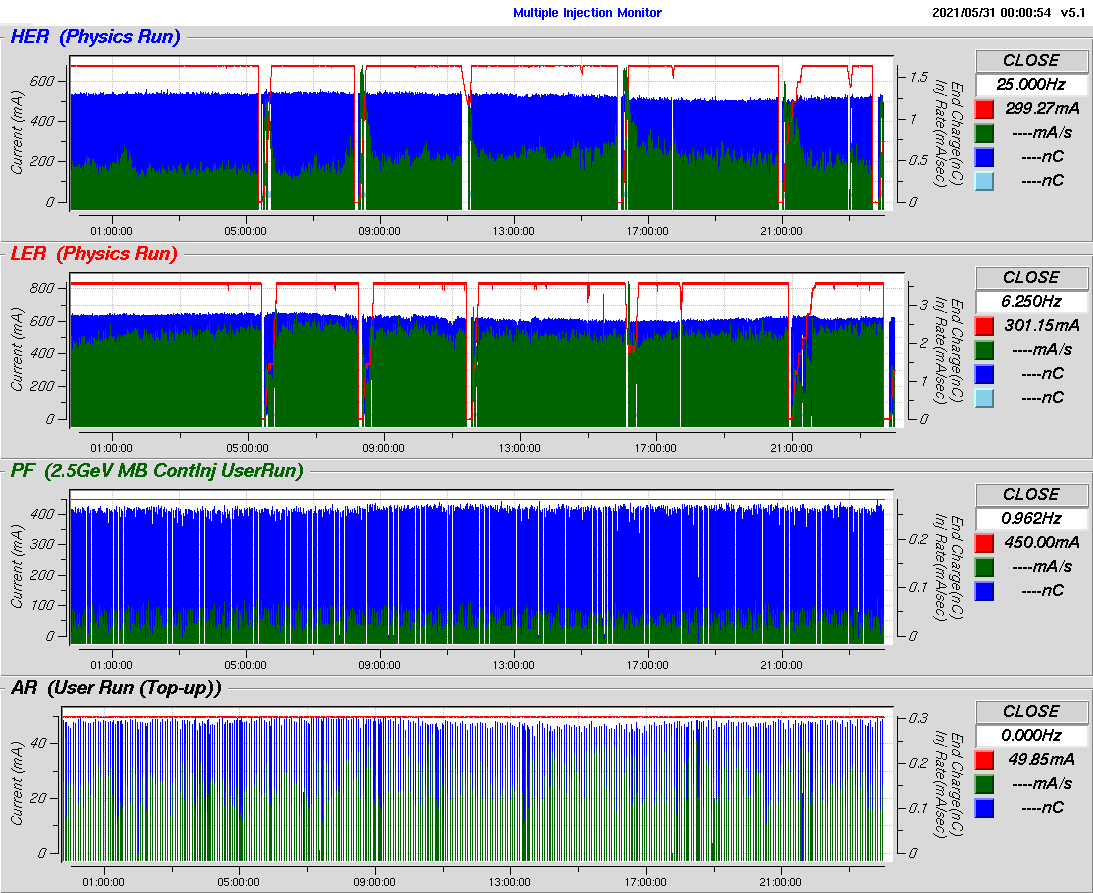 Multiple Injection Monitor
2021/05/31 00:00:54 v5.1
HER (Physics Run)
Current (mA)
600
400
200
0
1.5
1
0.5
0
End Charge(nC)
Inj Rate(mA/sec)
01:00:00 05:00:00 09:00:00 13:00:00 17:00:00 21:00:00
CLOSE
25.000Hz
299.27mA
----mA/s
----nC
----nC
LER (Physics Run)
Current (mA)
800
600
400
200
0
3
2
1
0
End Charge(nC)
Inj Rate(mA/sec)
01:00:00 05:00:00 09:00:00 13:00:00 17:00:00 21:00:00
CLOSE
6.250Hz
301.15mA
----mA/s
----nC
----nC
PF (2.5GeV MB ContInj UserRun)
Current (mA)
400
300
200
100
0
0.2
0.1
0
End Charge(nC)
Inj Rate(mA/sec)
01:00:00 05:00:00 09:00:00 13:00:00 17:00:00 21:00:00
CLOSE
0.962Hz
450.00mA
----mA/s
----nC
AR (User Run (Top-up))
Current (mA)
40
20
0
0.3
0.2
0.1
0
End Charge(nC)
Inj Rate(mA/sec)
01:00:00 05:00:00 09:00:00 13:00:00 17:00:00 21:00:00
CLOSE
0.000Hz
49.85mA
----mA/s
----nC